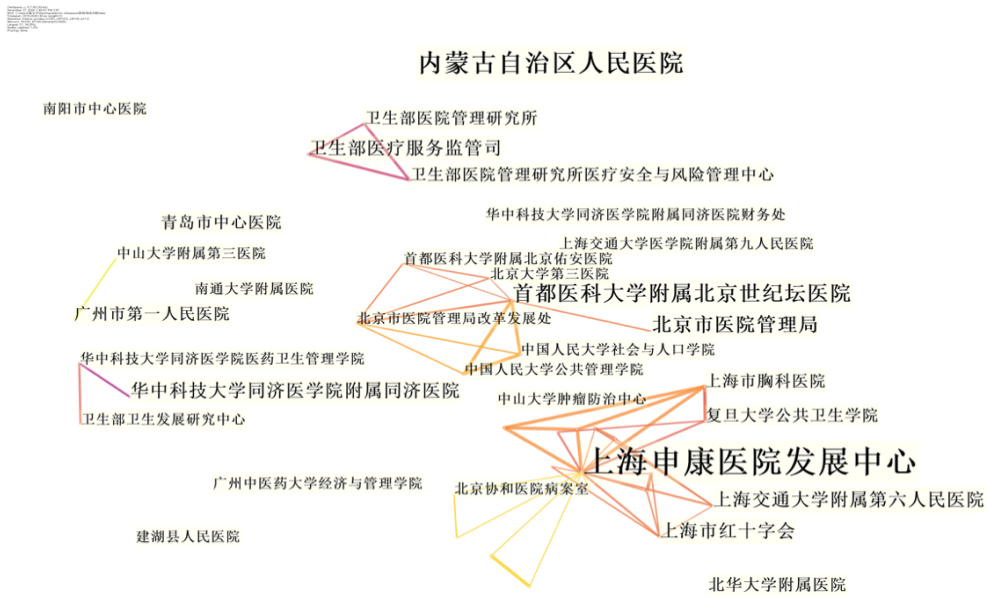 内蒙古自治区人民医院
南阳市中心医院
卫生部医院管理研究所
卫生部医疗服务监管司
卫生部医院管理研究所医疗安全与风险管理中心
华中科技大学同济医学院附属同济医院财务处
青岛市中心医院
上海交通大学医学院附属第九人民医院
中山大学附属第三医院
首都医科大学附属北京佑安医院
北京大学第三医院
南通大学附属医院
首都医科大学附属北京世纪坛医院
广州市第一人民医院
北京市医院管理局改革发展处
北京市医院管理局
中国人民大学社会与人口学院
华中科技大学同济医学院医药卫生管理学院
中国人民大学公共管理学院
上海市胸科医院
华中科技大学同济医学院附属同济医院
中山大学肿瘤防治中心
复旦大学公共卫生学院
卫生部卫生发展研究中心
上海申康医院发展中心
广州中医药大学经济与管理学院
北京协和医院病案室
上海交通大学附属第六人民医院
上海市红十字会
建湖县人民医院
北华大学附属医院